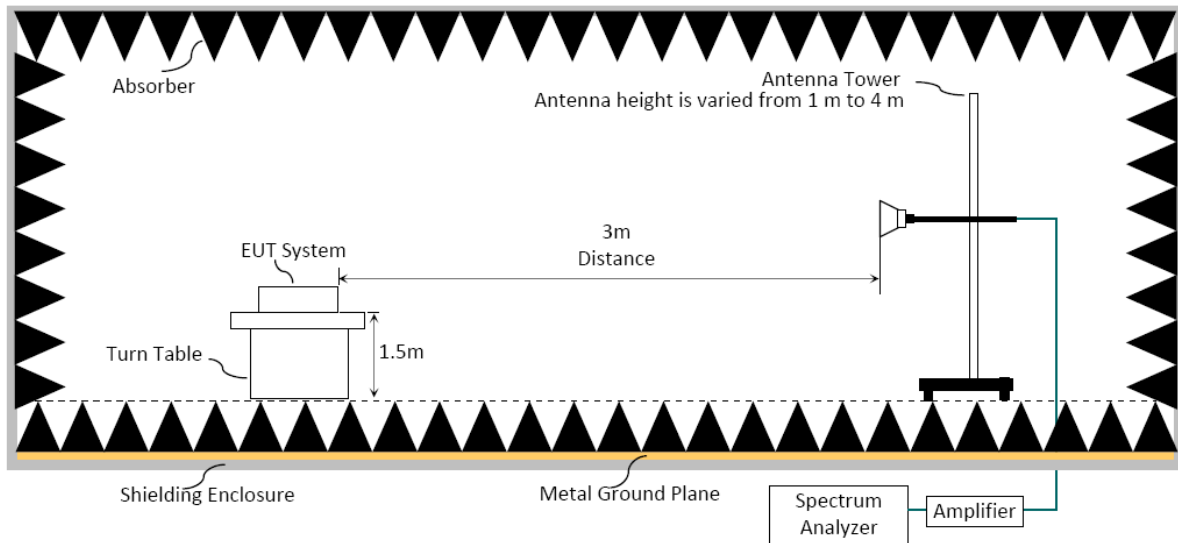 Absorber
Antenna Tower
Antenna height is varied from 1 m to 4 m
3m
Distance
EUT System
1.5m
Turn Table
Shielding Enclosure
Metal Ground Plane
Spectrum
Analyzer
Amplifier